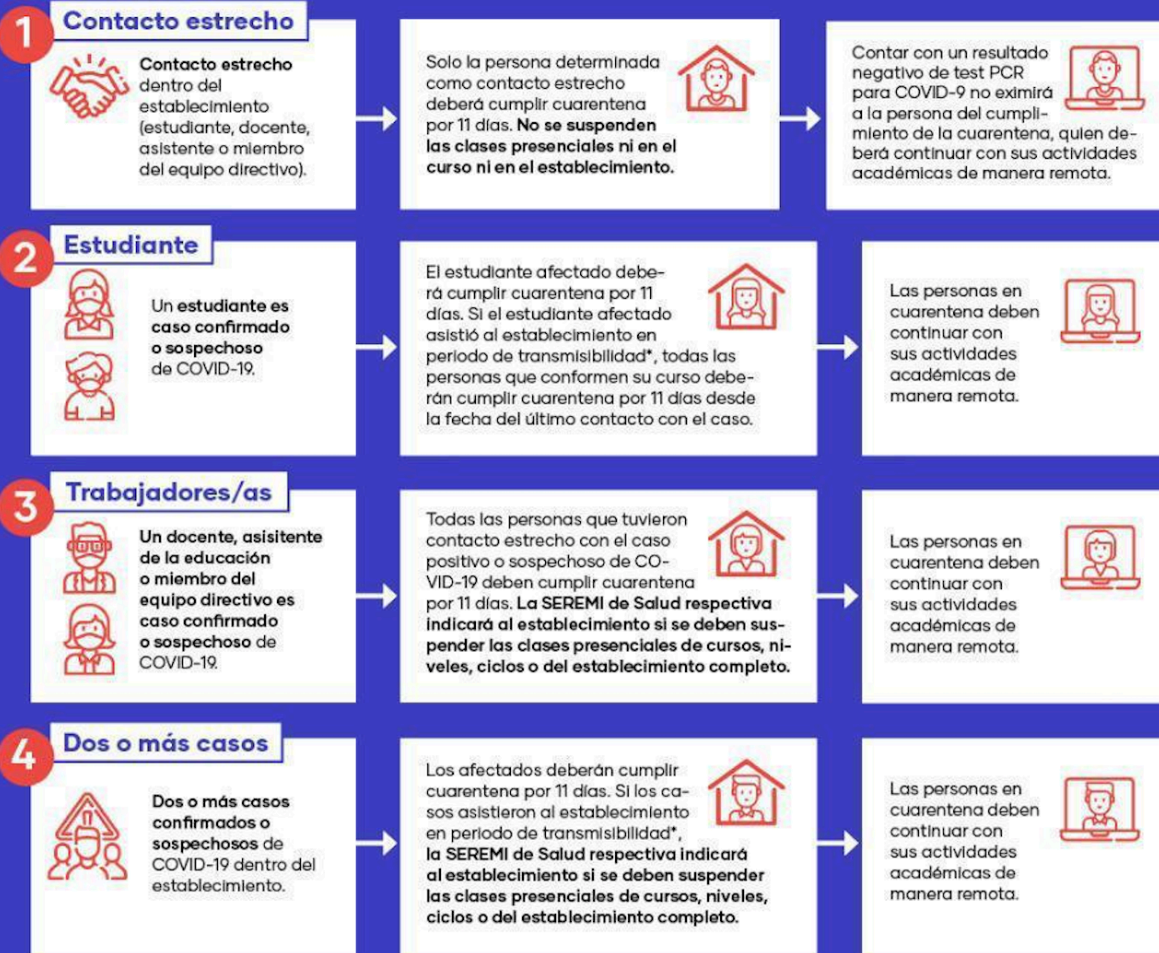 1
Contacto estrecho
Contacto estrecho
dentro del
establecimiento
(estudiante, docente,
asistente o miembro
del equipo directivo).
Solo la persona determinada
como contacto estrecho
deberá cumplir cuarentena
por 11 días. No se suspenden
las clases presenciales ni en el
curso ni en el establecimiento.
Contar con un resultado
negativo de test PCR
para COVID-9 no eximirá
a la persona del cumpli-
miento de la cuarentena, quien de-
berá continuar con sus actividades
académicas de manera remota.
2
Estudiante
Un estudiante es
caso confirmado
o sospechoso
de COVID-19.
El estudiante afectado debe-
rá cumplir cuarentena por 11
días. Si el estudiante afectado
asistió al establecimiento en
periodo de transmisibilidad*, todas las
personas que conformen su curso debe-
rán cumplir cuarentena por 11 días desde
la fecha del último contacto con el caso.
Las personas en
cuarentena deben
continuar con
sus actividades
académicas de
manera remota.
3
Trabajadores/as
Un docente, asisitente
de la educación
o miembro del
equipo directivo es
caso confirmado
o sospechoso de
COVID-19.
Todas las personas que tuvieron
contacto estrecho con el caso
positivo o sospechoso de CO-
VID-19 deben cumplir cuarentena
por 11 días. La SEREMI de Salud respectiva
indicará al establecimiento si se deben sus-
pender las clases presenciales de cursos, ni-
veles, ciclos o del establecimiento completo.
Las personas en
cuarentena deben
continuar con
sus actividades
académicas de
manera remota.
4
Dos o más casos
Dos o más casos
confirmados o
sospechosos de
COVID-19 dentro del
establecimiento.
Los afectados deberán cumplir
cuarentena por 11 días. Si los ca-
sos asistieron al establecimiento
en periodo de transmisibilidad*,
la SEREMI de Salud respectiva indicará
al establecimiento si se deben suspender
las clases presenciales de cursos, niveles,
ciclos o del establecimiento completo.
Las personas en
cuarentena deben
continuar con
sus actividades
académicas de
manera remota.